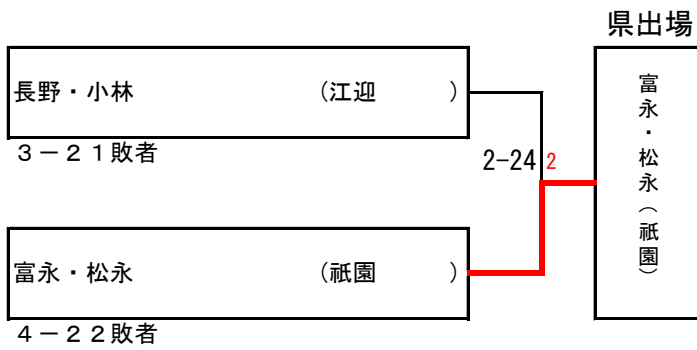 県出場
長野・小林 (江迎 )
3－21敗者
2-24 2
富永・松永 (祇園 )
4－22敗者
富永・松永(祇園)